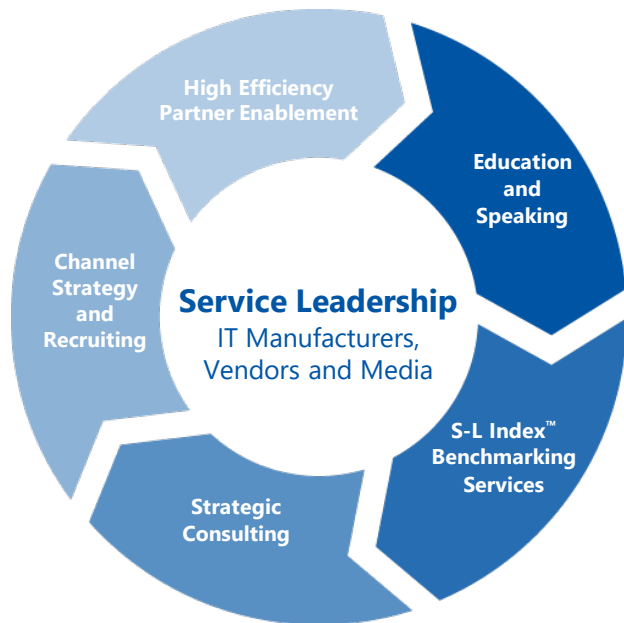 High Efficiency
Partner Enablement
Education
and
Speaking
Channel
Strategy
and
Recruiting
Service Leadership
IT Manufacturers,
Vendors and Media
S-L Index™
Benchmarking
Services
Strategic
Consulting